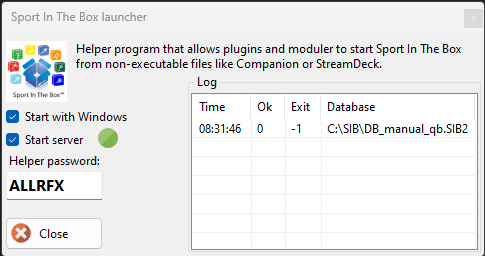 Sport In The Box launcher
Helper program that allows plugins and moduler to start Sport In The Box
from non-executable files like Companion or StreamDeck.
Sport In The Box™
Start with Windows
Start server
Helper password:
ALLRFX
Close
Log
Time Ok Exit Database
08:31:46 0 -1 C:\SIB\DB_manual_qb.SIB2